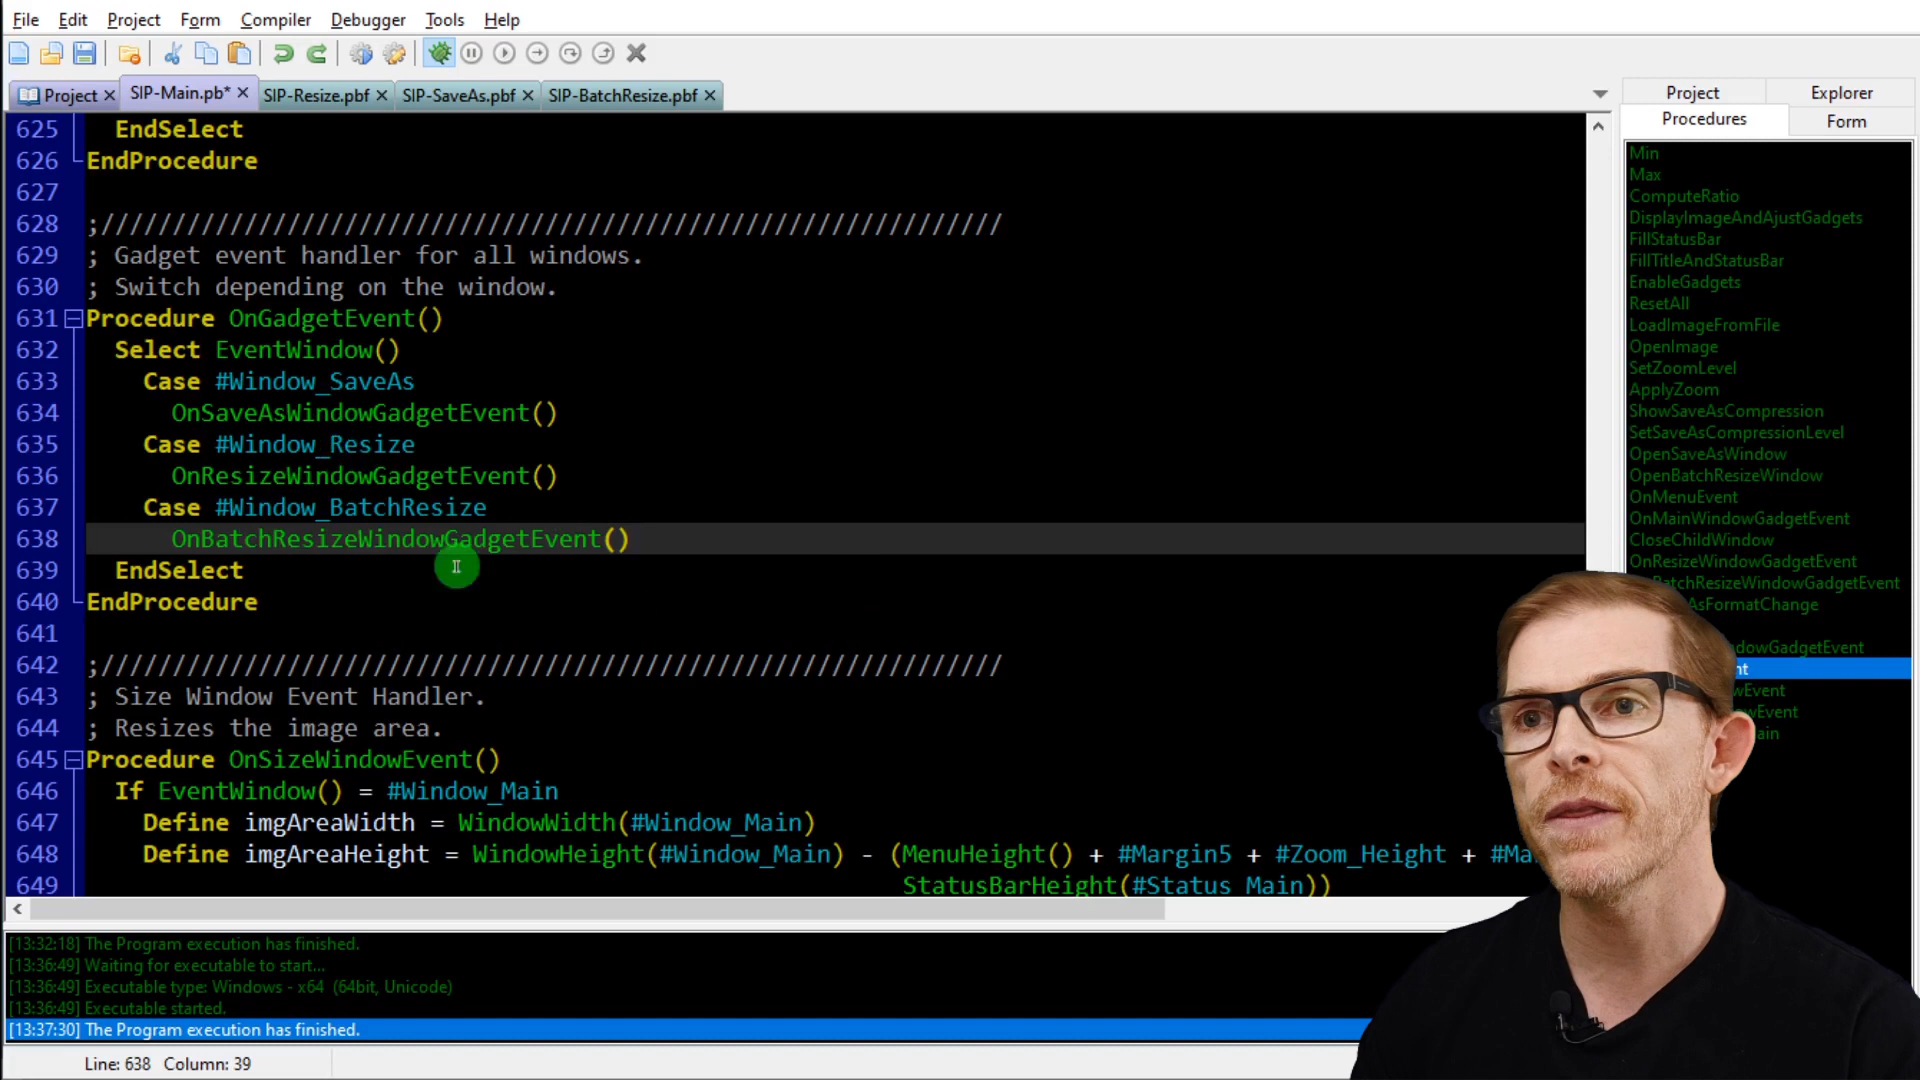 File Edit Project Form Compiler Debugger Tools Help
Project SIP-Main.pb* SIP-Resize.pbf SIP-SaveAs.pbf SIP-BatchResize.pbf
625 EndSelect
626 EndProcedure
627
628 ;///////////////////////////////////////////////////////////////
629 ; Gadget event handler for all windows.
630 ; Switch depending on the window.
631 Procedure OnGadgetEvent()
632 Select EventWindow()
633 Case #Window_SaveAs
634 OnSaveAsWindowGadgetEvent()
635 Case #Window_Resize
636 OnResizeWindowGadgetEvent()
637 Case #Window_BatchResize
638 OnBatchResizeWindowGadgetEvent()
639 EndSelect
640 EndProcedure
641
642 ;///////////////////////////////////////////////////////////////
643 ; Size Window Event Handler.
644 ; Resizes the image area.
645 Procedure OnSizeWindowEvent()
646 If EventWindow() = #Window_Main
647 Define imgAreaWidth = WindowWidth(#Window_Main)
648 Define imgAreaHeight = WindowHeight(#Window_Main) - (MenuHeight() + #Margin5 + #Zoom_Height + #Ma
649 StatusBarHeight(#Status_Main))
[13:32:18] The Program execution has finished.
[13:36:49] Waiting for executable to start...
[13:36:49] Executable type: Windows - x64 (64bit, Unicode)
[13:36:49] Executable started.
[13:37:30] The Program execution has finished.
Line: 638 Column: 39
Project Explorer
Procedures Form
Min
Max
ComputeRatio
DisplayImageAndAjustGadgets
FillStatusBar
FillTitleAndStatusBar
EnableGadgets
ResetAll
LoadImageFromFile
OpenImage
SetZoomLevel
ApplyZoom
ShowSaveAsCompression
SetSaveAsCompressionLevel
OpenSaveAsWindow
OpenBatchResizeWindow
OnMenuEvent
OnMainWindowGadgetEvent
CloseChildWindow
OnResizeWindowGadgetEvent
BatchResizeWindowGadgetEvent
AsFormatChange
dowGadgetEvent
nt
wEvent
wEvent
ain